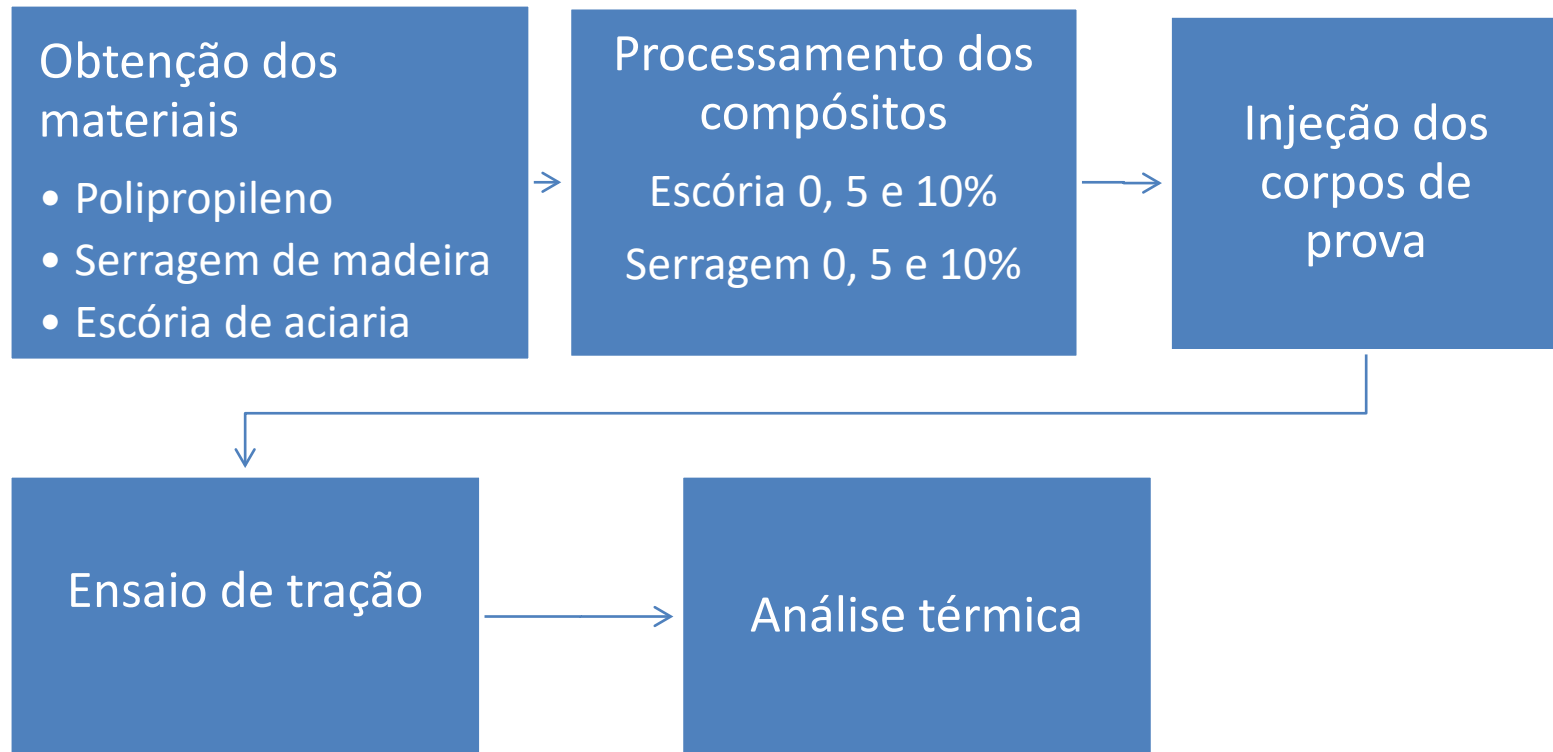 Obtenção dos
materiais
• Polipropileno
• Serragem de madeira
• Escória de aciaria
Processamento dos
compósitos
Escória 0, 5 e 10%
Serragem 0, 5 e 10%
Injeção dos
corpos de
prova
Ensaio de tração
Análise térmica